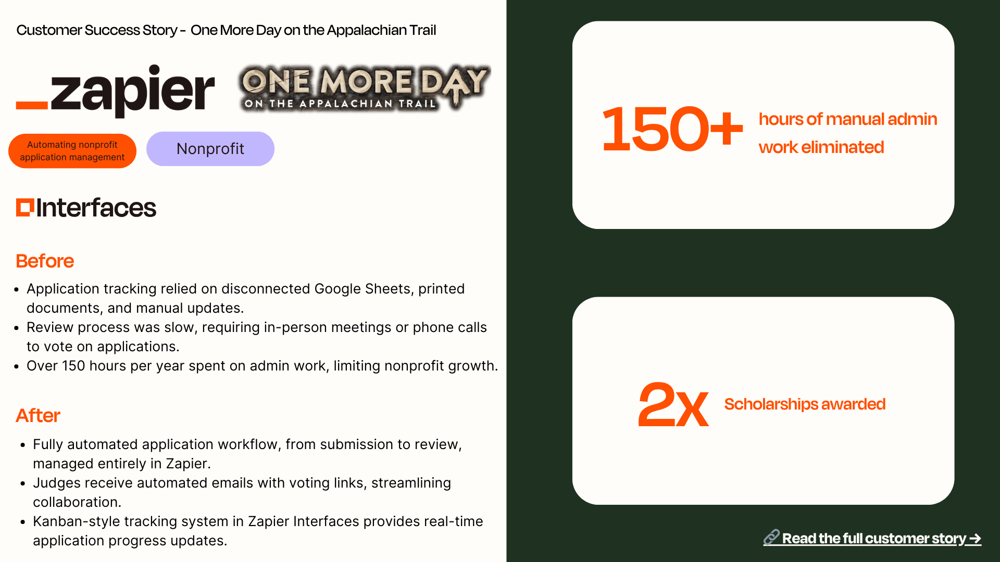 Customer Success Story - One More Day on the Appalachian Trail
zapier
ONE MORE DAY
ON THE APPALACHIAN TRAIL
Automating nonprofit
application management
Nonprofit
Interfaces
Before
• Application tracking relied on disconnected Google Sheets, printed
documents, and manual updates.
• Review process was slow, requiring in-person meetings or phone calls
to vote on applications.
• Over 150 hours per year spent on admin work, limiting nonprofit growth.
After
• Fully automated application workflow, from submission to review,
managed entirely in Zapier.
• Judges receive automated emails with voting links, streamlining
collaboration.
• Kanban-style tracking system in Zapier Interfaces provides real-time
application progress updates.
150+
hours of manual admin
work eliminated
2x
Scholarships awarded
🔗 Read the full customer story →